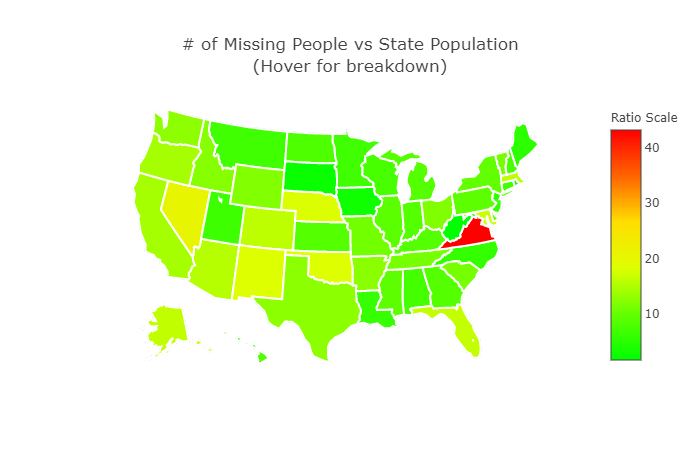 # of Missing People vs State Population
(Hover for breakdown)
Ratio Scale
40
30
20
10